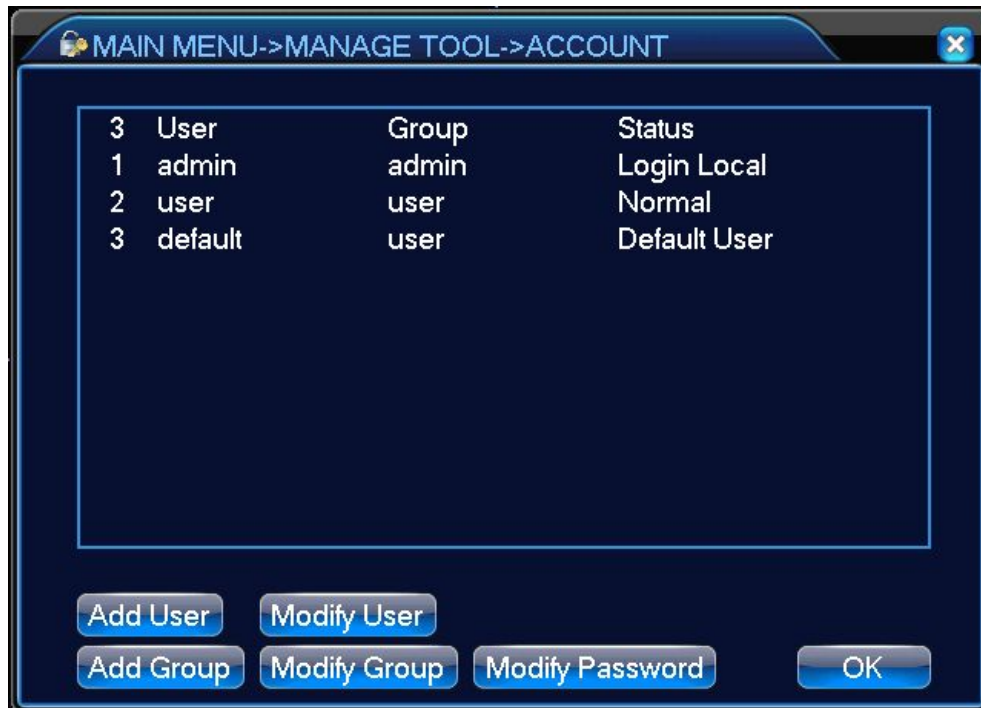 MAIN MENU->MANAGE TOOL->ACCOUNT
3 User Group Status
1 admin admin Login Local
2 user user Normal
3 default user Default User
Add User Modify User
Add Group Modify Group Modify Password OK